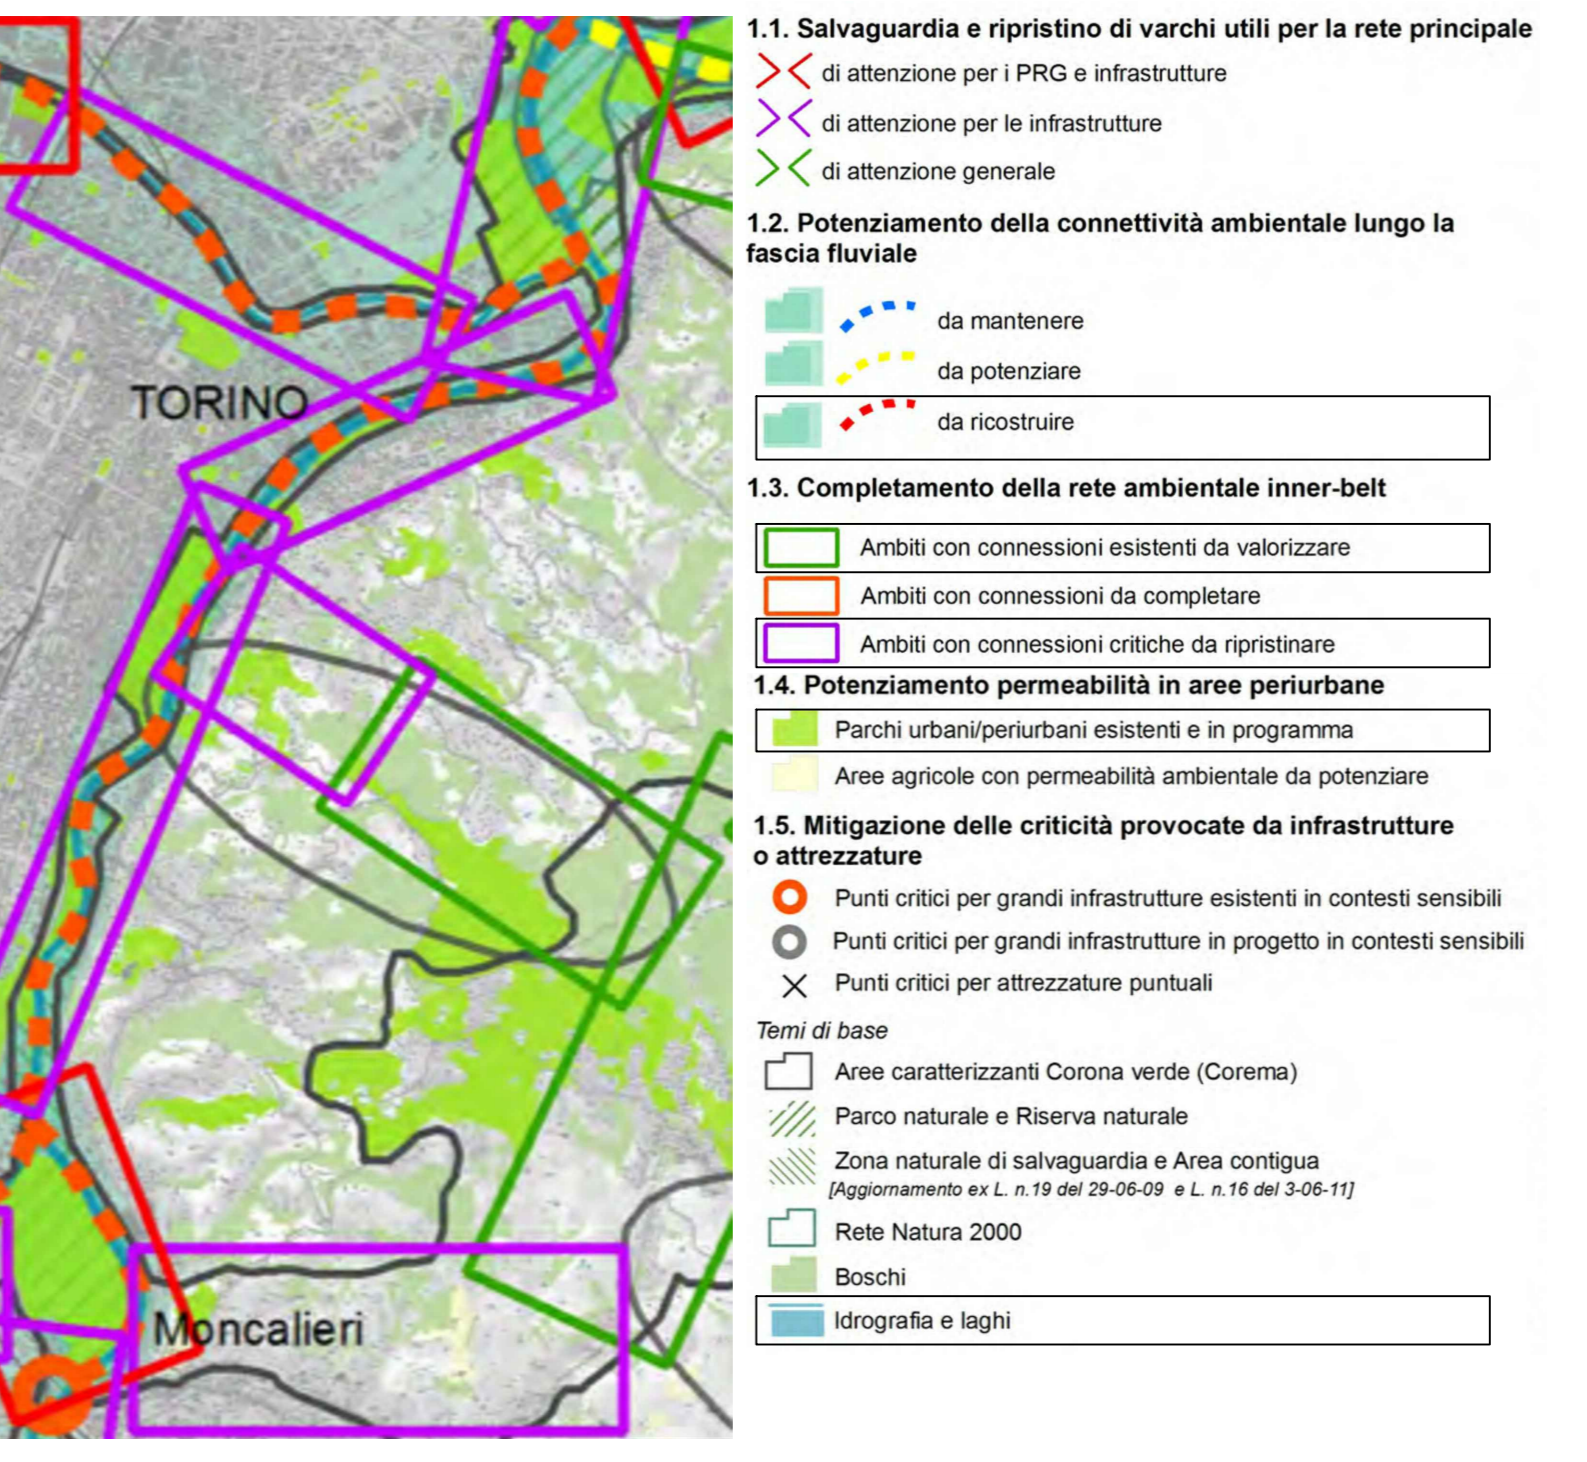 TORINO
Moncalieri
1.1. Salvaguardia e ripristino di varchi utili per la rete principale
di attenzione per i PRG e infrastrutture
di attenzione per le infrastrutture
di attenzione generale
1.2. Potenziamento della connettività ambientale lungo la
fascia fluviale
da mantenere
da potenziare
da ricostruire
1.3. Completamento della rete ambientale inner-belt
Ambiti con connessioni esistenti da valorizzare
Ambiti con connessioni da completare
Ambiti con connessioni critiche da ripristinare
1.4. Potenziamento permeabilità in aree periurbane
Parchi urbani/periurbani esistenti e in programma
Aree agricole con permeabilità ambientale da potenziare
1.5. Mitigazione delle criticità provocate da infrastrutture
o attrezzature
Punti critici per grandi infrastrutture esistenti in contesti sensibili
Punti critici per grandi infrastrutture in progetto in contesti sensibili
Punti critici per attrezzature puntuali
Temi di base
Aree caratterizzanti Corona verde (Corema)
Parco naturale e Riserva naturale
Zona naturale di salvaguardia e Area contigua
[Aggiornamento ex L. n.19 del 29-06-09 e L. n.16 del 3-06-11]
Rete Natura 2000
Boschi
Idrografia e laghi